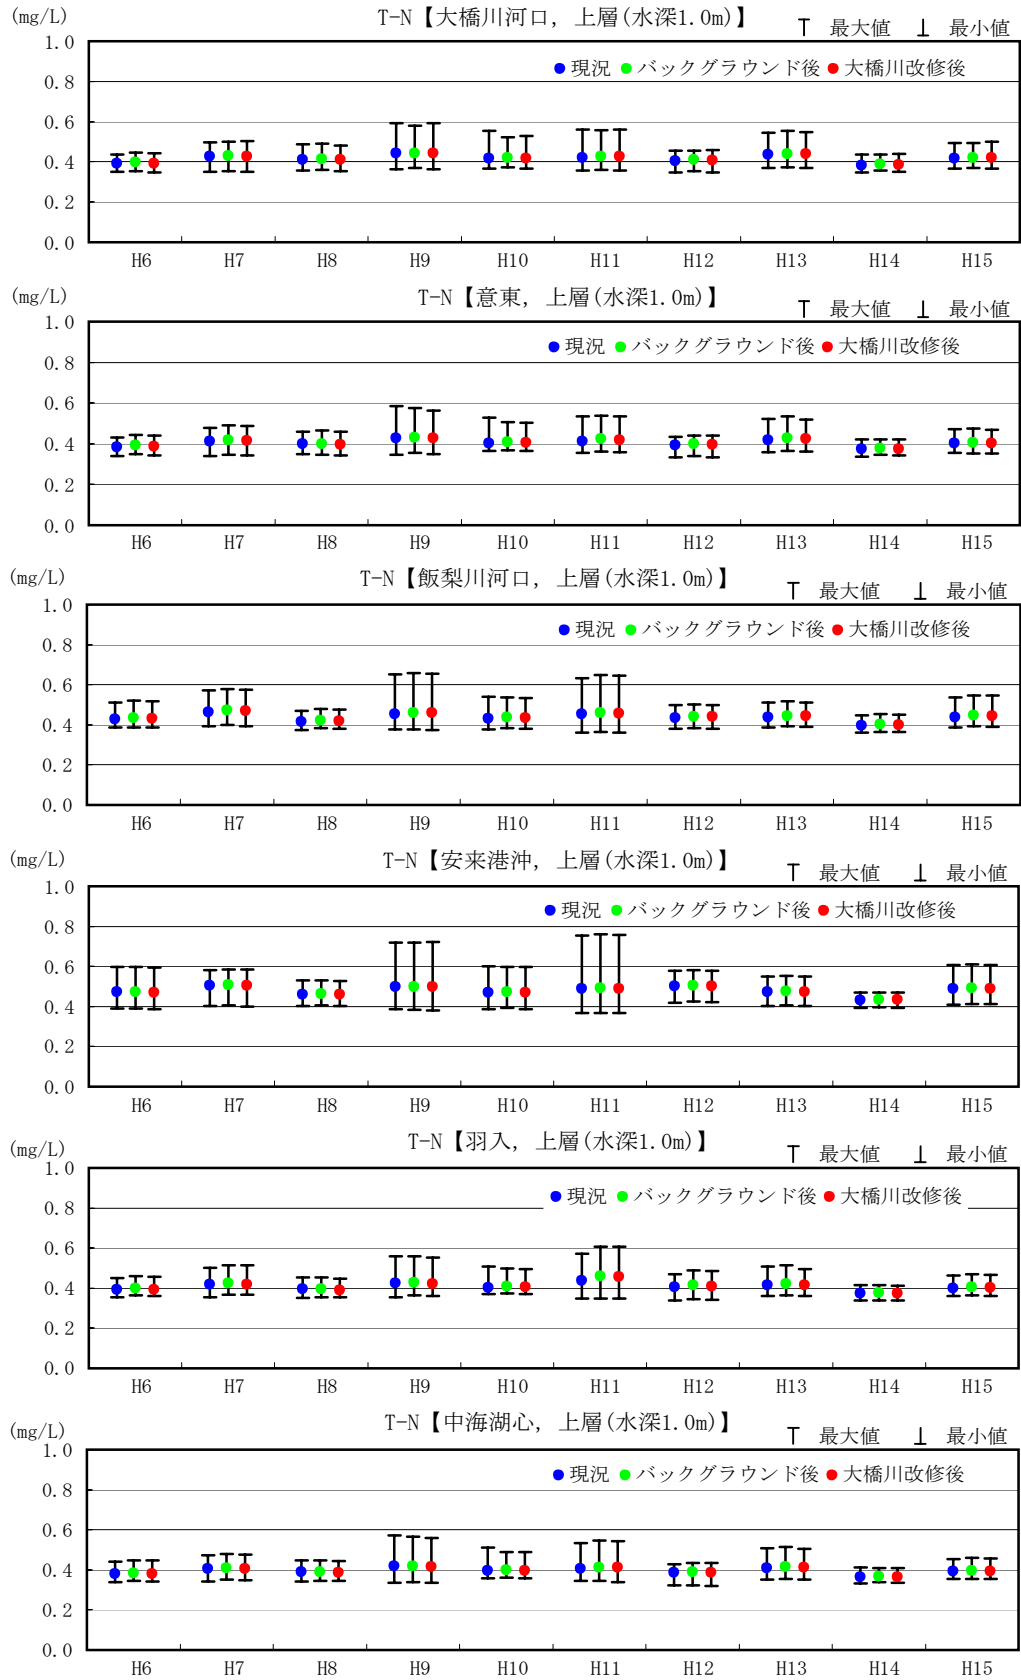 (mg/L) T-N【大橋川河口, 上層(水深1.0m)】 最大値 最小値
1.0
現況 バックグラウンド後 大橋川改修後
0.8
0.6
0.4
0.2
0.0
H6 H7 H8 H9 H10 H11 H12 H13 H14 H15
(mg/L) T-N【意東, 上層(水深1.0m)】 最大値 最小値
1.0
現況 バックグラウンド後 大橋川改修後
0.8
0.6
0.4
0.2
0.0
H6 H7 H8 H9 H10 H11 H12 H13 H14 H15
(mg/L) T-N【飯梨川河口, 上層(水深1.0m)】 最大値 最小値
1.0
現況 バックグラウンド後 大橋川改修後
0.8
0.6
0.4
0.2
0.0
H6 H7 H8 H9 H10 H11 H12 H13 H14 H15
(mg/L) T-N【安来港沖, 上層(水深1.0m)】 最大値 最小値
1.0
現況 バックグラウンド後 大橋川改修後
0.8
0.6
0.4
0.2
0.0
H6 H7 H8 H9 H10 H11 H12 H13 H14 H15
(mg/L) T-N【羽入, 上層(水深1.0m)】 最大値 最小値
1.0
現況 バックグラウンド後 大橋川改修後
0.8
0.6
0.4
0.2
0.0
H6 H7 H8 H9 H10 H11 H12 H13 H14 H15
(mg/L) T-N【中海湖心, 上層(水深1.0m)】 最大値 最小値
1.0
現況 バックグラウンド後 大橋川改修後
0.8
0.6
0.4
0.2
0.0
H6 H7 H8 H9 H10 H11 H12 H13 H14 H15